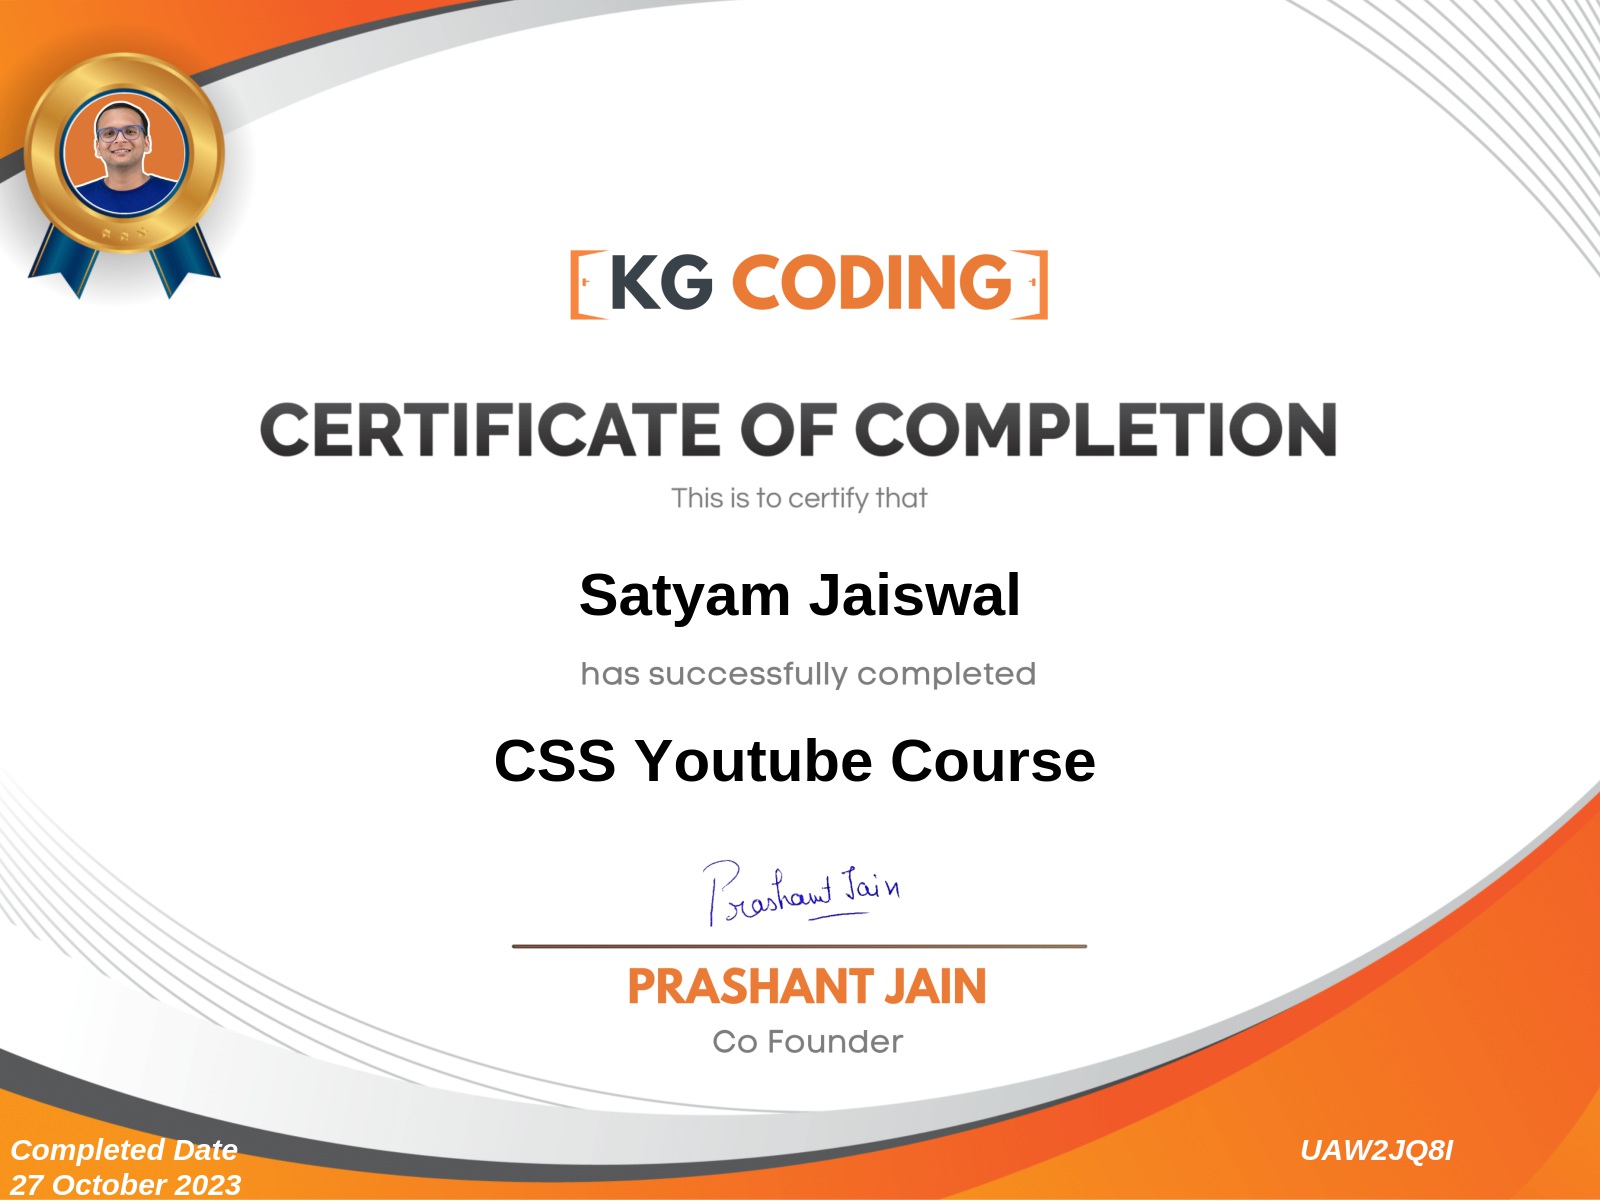 KG CODING
CERTIFICATE OF COMPLETION
This is to certify that
Satyam Jaiswal
has successfully completed
CSS Youtube Course
Prashant Jain
PRASHANT JAIN
Co Founder
Completed Date
27 October 2023
UAW2JQ8I